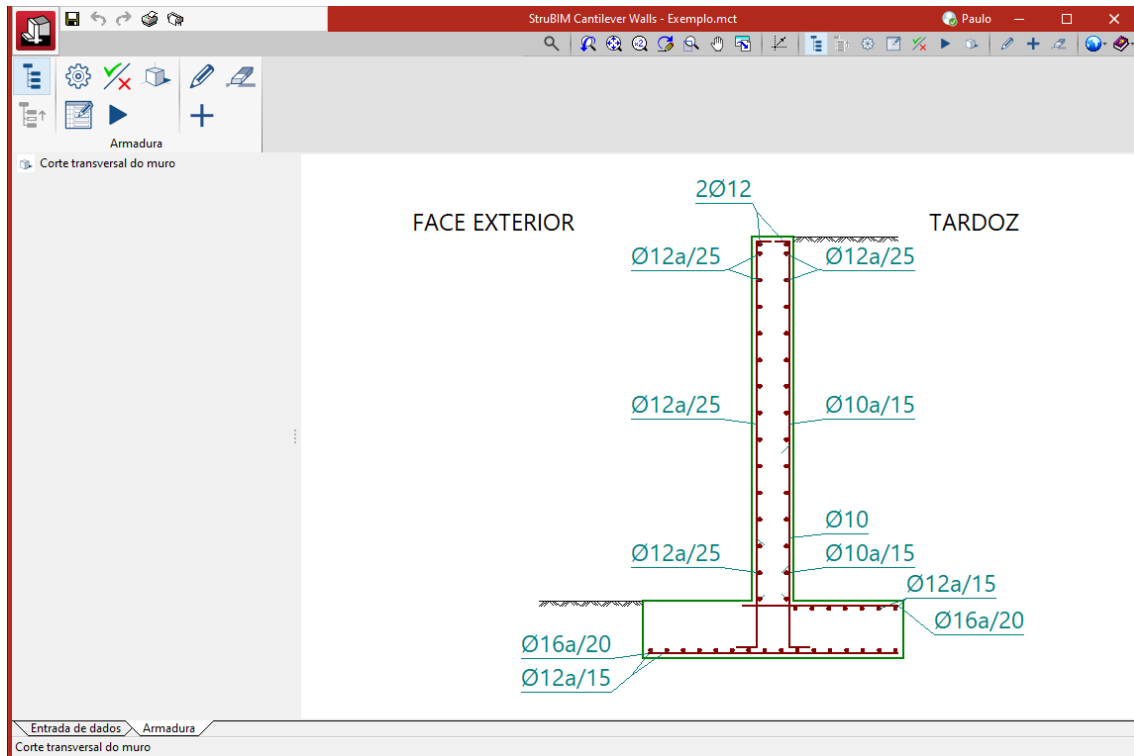 StruBIM Cantilever Walls - Exemplo.mct
Paulo
x2
Armadura
Corte transversal do muro
2Ø12
FACE EXTERIOR
TARDOZ
Ø12a/25
Ø12a/25
Ø12a/25
Ø10a/15
Ø10
Ø12a/25
Ø10a/15
Ø12a/15
Ø16a/20
Ø16a/20
Ø12a/15
Entrada de dados
Armadura
Corte transversal do muro